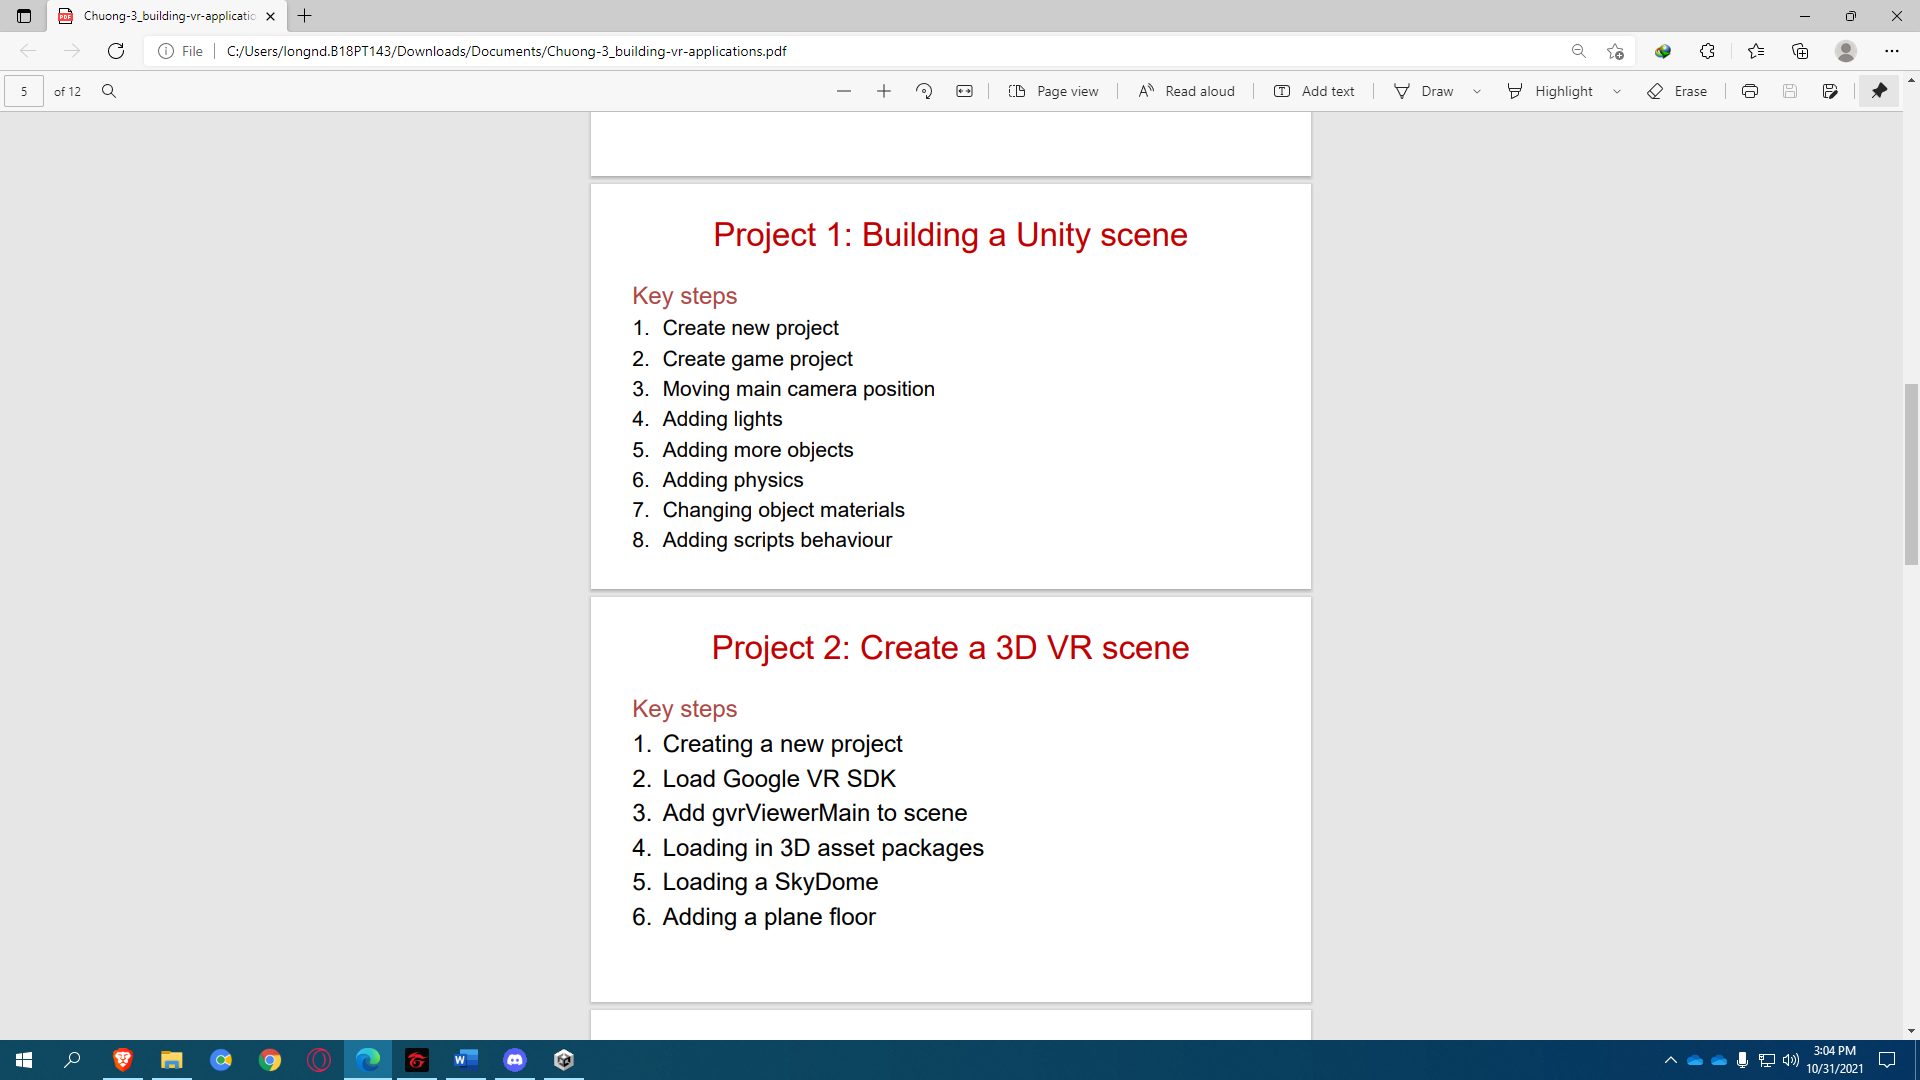 Chuong-3_building-vr-applicatio
File
C:/Users/longnd.B18PT143/Downloads/Documents/Chuong-3_building-vr-applications.pdf
5 of 12
Page view
Read aloud
Add text
Draw
Highlight
Erase
Project 1: Building a Unity scene
Key steps
1. Create new project
2. Create game project
3. Moving main camera position
4. Adding lights
5. Adding more objects
6. Adding physics
7. Changing object materials
8. Adding scripts behaviour
Project 2: Create a 3D VR scene
Key steps
1. Creating a new project
2. Load Google VR SDK
3. Add gvrViewerMain to scene
4. Loading in 3D asset packages
5. Loading a SkyDome
6. Adding a plane floor
3:04 PM
10/31/2021